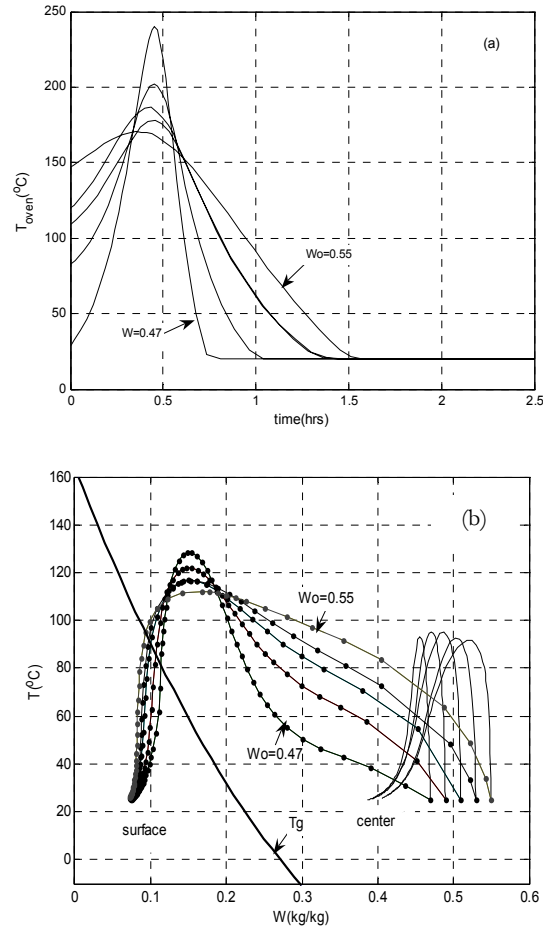 (a)
250
200
150
100
50
0
T_oven(°C)
Wo=0.55
W=0.47
0 0.5 1 1.5 2 2.5
time(hrs)
(b)
160
140
120
100
80
60
40
20
0
T(°C)
Wo=0.55
Wo=0.47
surface
center
Tg
0 0.1 0.2 0.3 0.4 0.5 0.6
W(kg/kg)